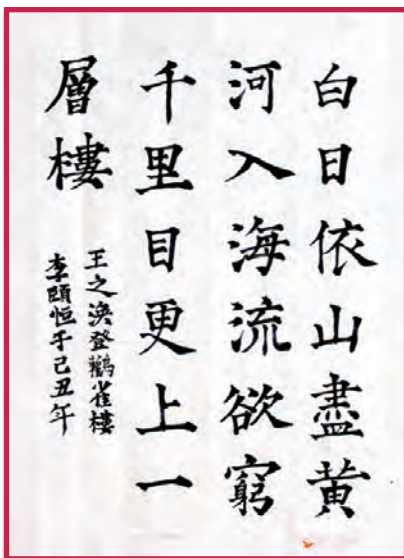 白日依山盡黄
河入海流欲窮
千里目更上一
層樓
王之渙登鸛雀樓
李頤恒于己丑年